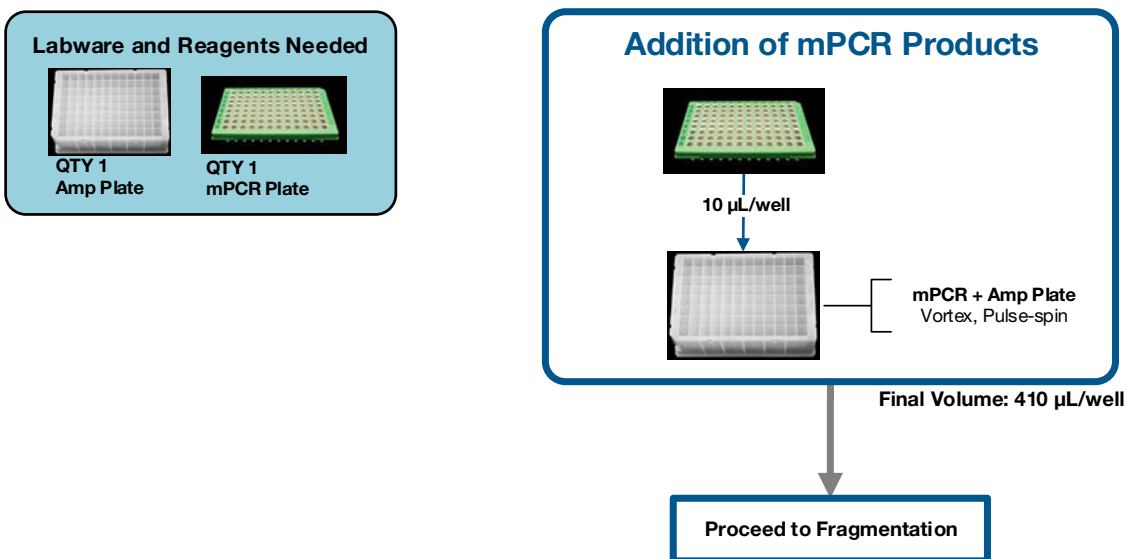 Labware and Reagents Needed
QTY 1
Amp Plate
QTY 1
mPCR Plate
Addition of mPCR Products
10 µL/well
mPCR + Amp Plate
Vortex, Pulse-spin
Final Volume: 410 µL/well
Proceed to Fragmentation